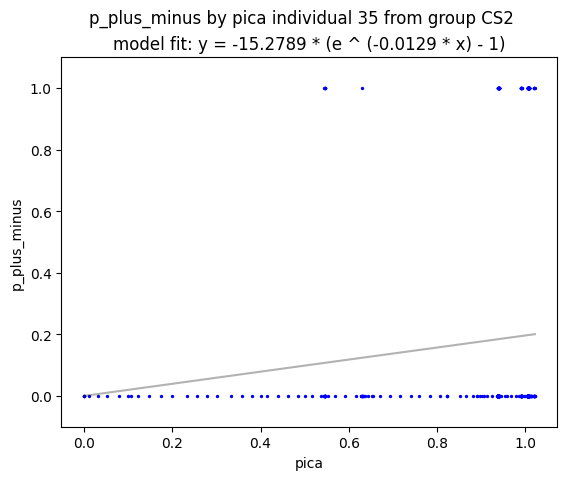 p_plus_minus by pica individual 35 from group CS2
model fit: y = -15.2789 * (e ^ (-0.0129 * x) - 1)
1.0
0.8
0.6
0.4
0.2
0.0
p_plus_minus
0.0 0.2 0.4 0.6 0.8 1.0
pica